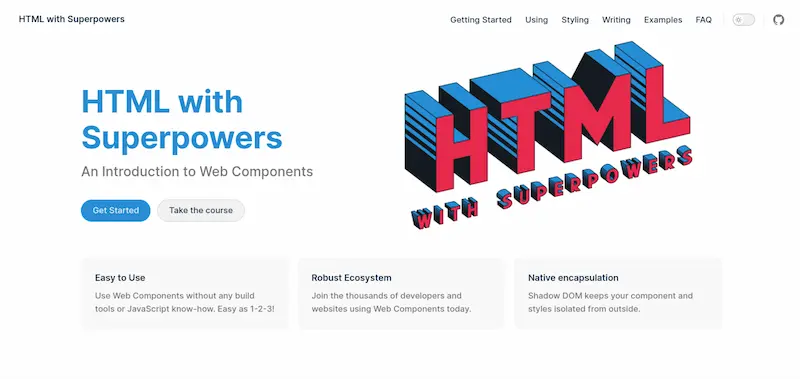 HTML with Superpowers
Getting Started Using Styling Writing Examples FAQ
HTML with
Superpowers
An Introduction to Web Components
Get Started Take the course
HTML
WITH SUPERPOWERS
Easy to Use
Use Web Components without any build
tools or JavaScript know-how. Easy as 1-2-3!
Robust Ecosystem
Join the thousands of developers and
websites using Web Components today.
Native encapsulation
Shadow DOM keeps your component and
styles isolated from outside.